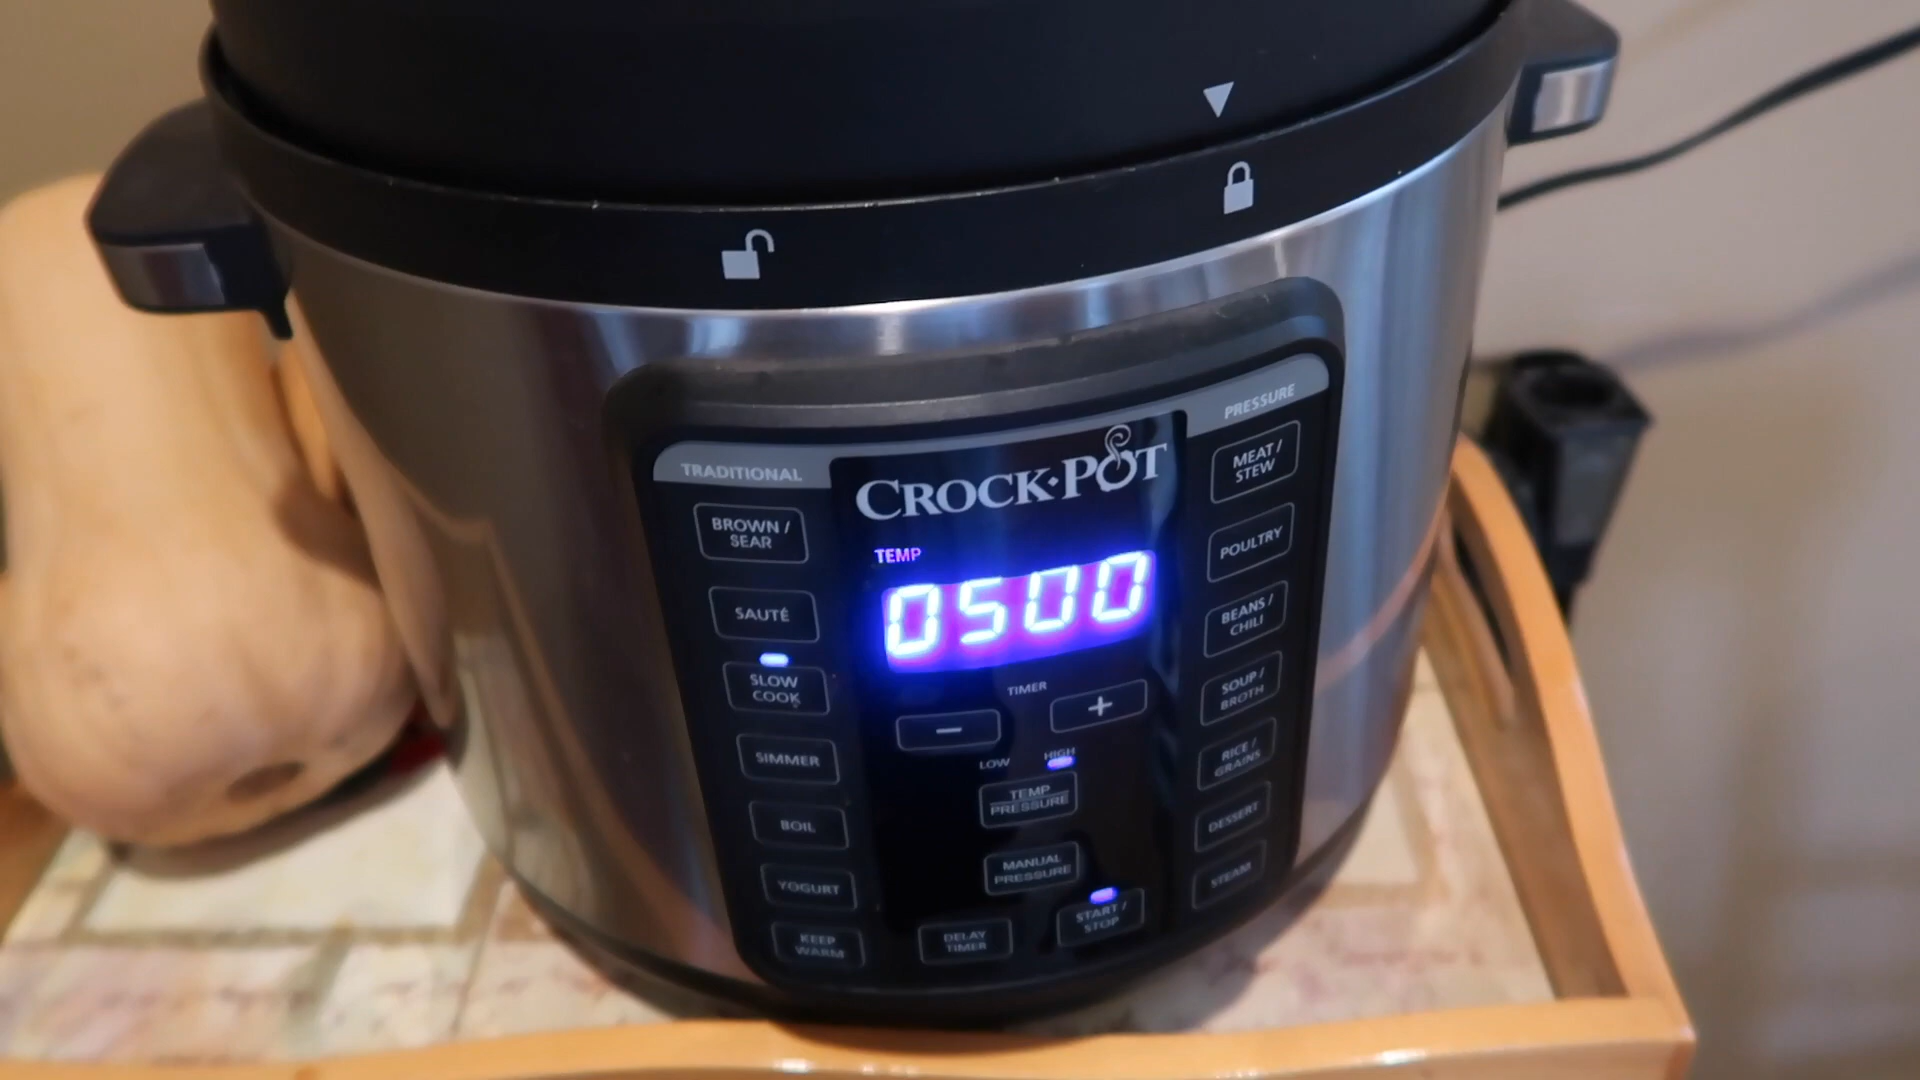 TRADITIONAL
BROWN /
SEAR
SAUTÉ
SLOW
COOK
SIMMER
BOIL
YOGURT
KEEP
WARM
CROCK·POT
TEMP
0500
TIMER
−
+
LOW
HIGH
TEMP
PRESSURE
MANUAL
PRESSURE
DELAY
TIMER
START /
STOP
PRESSURE
MEAT /
STEW
POULTRY
BEANS /
CHILI
SOUP /
BROTH
RICE /
GRAINS
DESSERT
STEAM